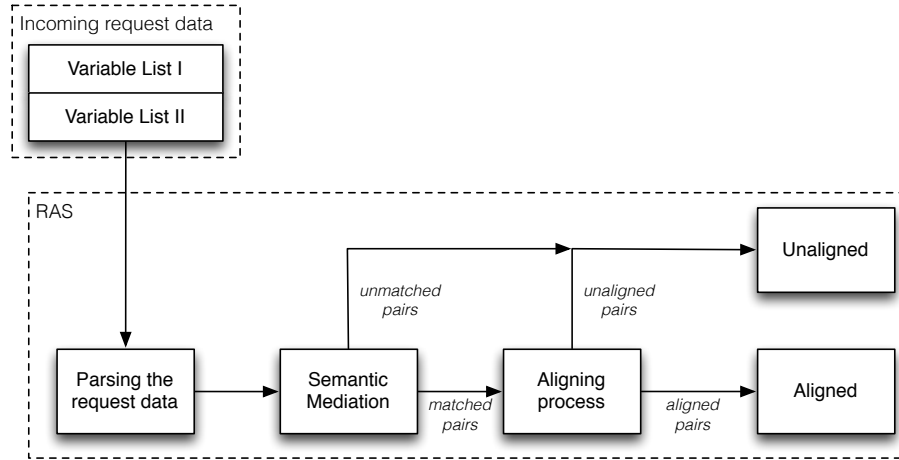 Incoming request data
Variable List I
Variable List II
RAS
Unaligned
unmatched
pairs
unaligned
pairs
Parsing the
request data
Semantic
Mediation
matched
pairs
Aligning
process
aligned
pairs
Aligned